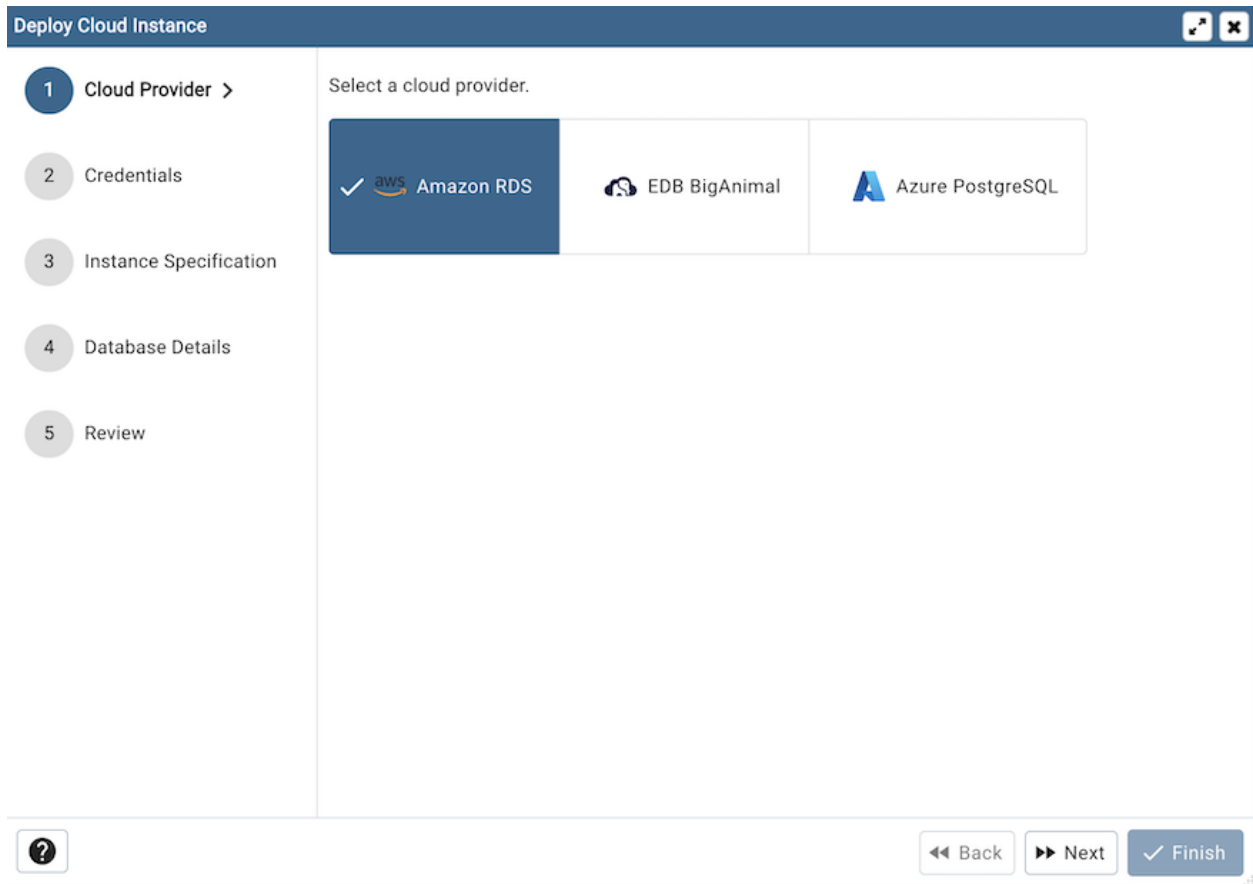 Deploy Cloud Instance
1 Cloud Provider
Select a cloud provider.
aws Amazon RDS
EDB BigAnimal
Azure PostgreSQL
2 Credentials
3 Instance Specification
4 Database Details
5 Review
?
Back
Next
Finish